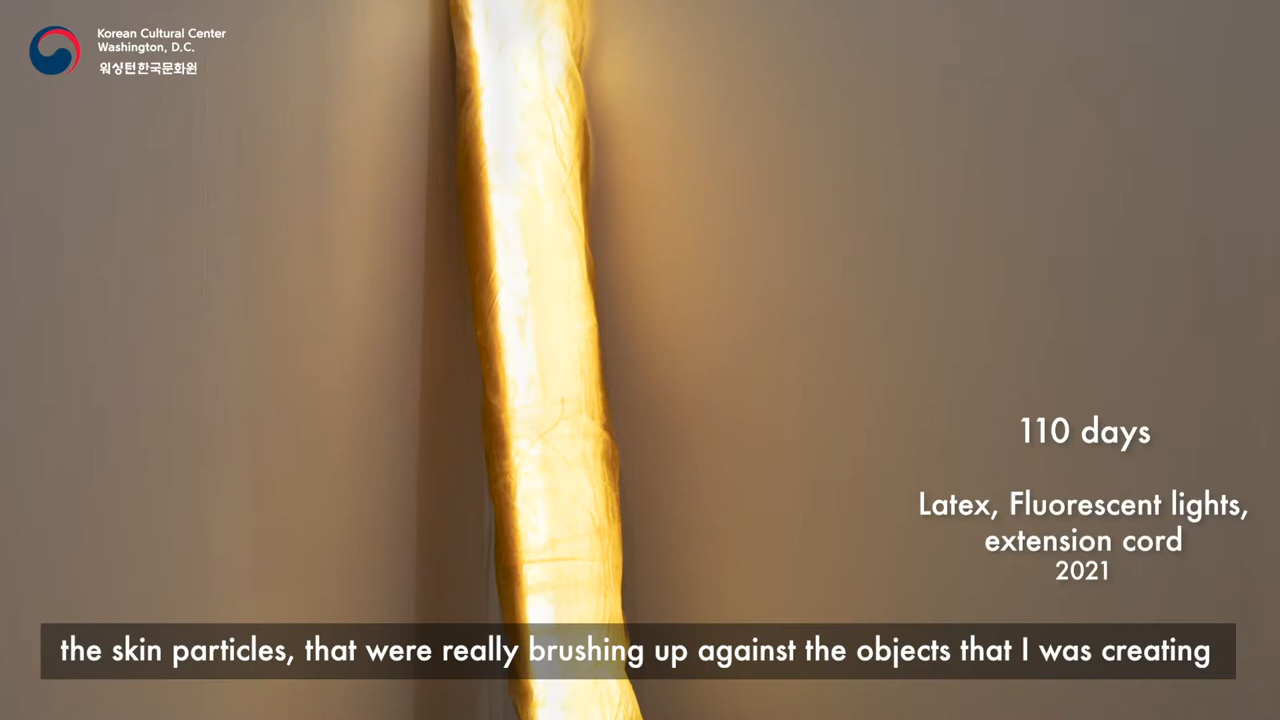 Korean Cultural Center
Washington, D.C.
워싱턴한국문화원
110 days
Latex, Fluorescent lights,
extension cord
2021
the skin particles, that were really brushing up against the objects that I was creating